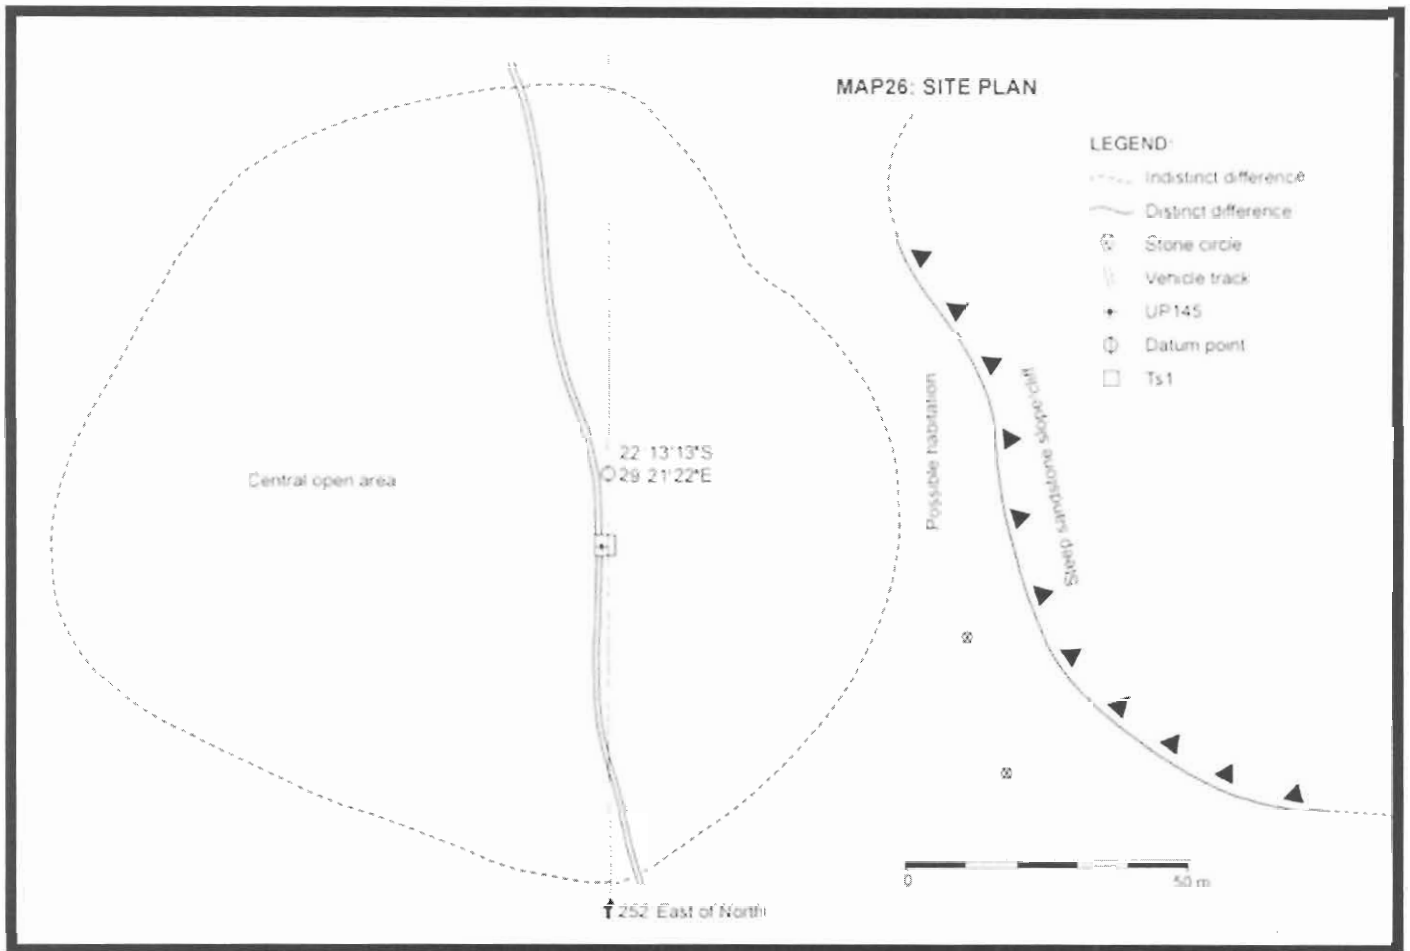 MAP26: SITE PLAN
LEGEND:
Indistinct difference
Distinct difference
Stone circle
Vehicle track
UP145
Datum point
Ts1
22 13'13"S
29 21'22"E
Central open area
Possible habitation
Steep sandstone slope/cliff
0 50 m
252 East of North